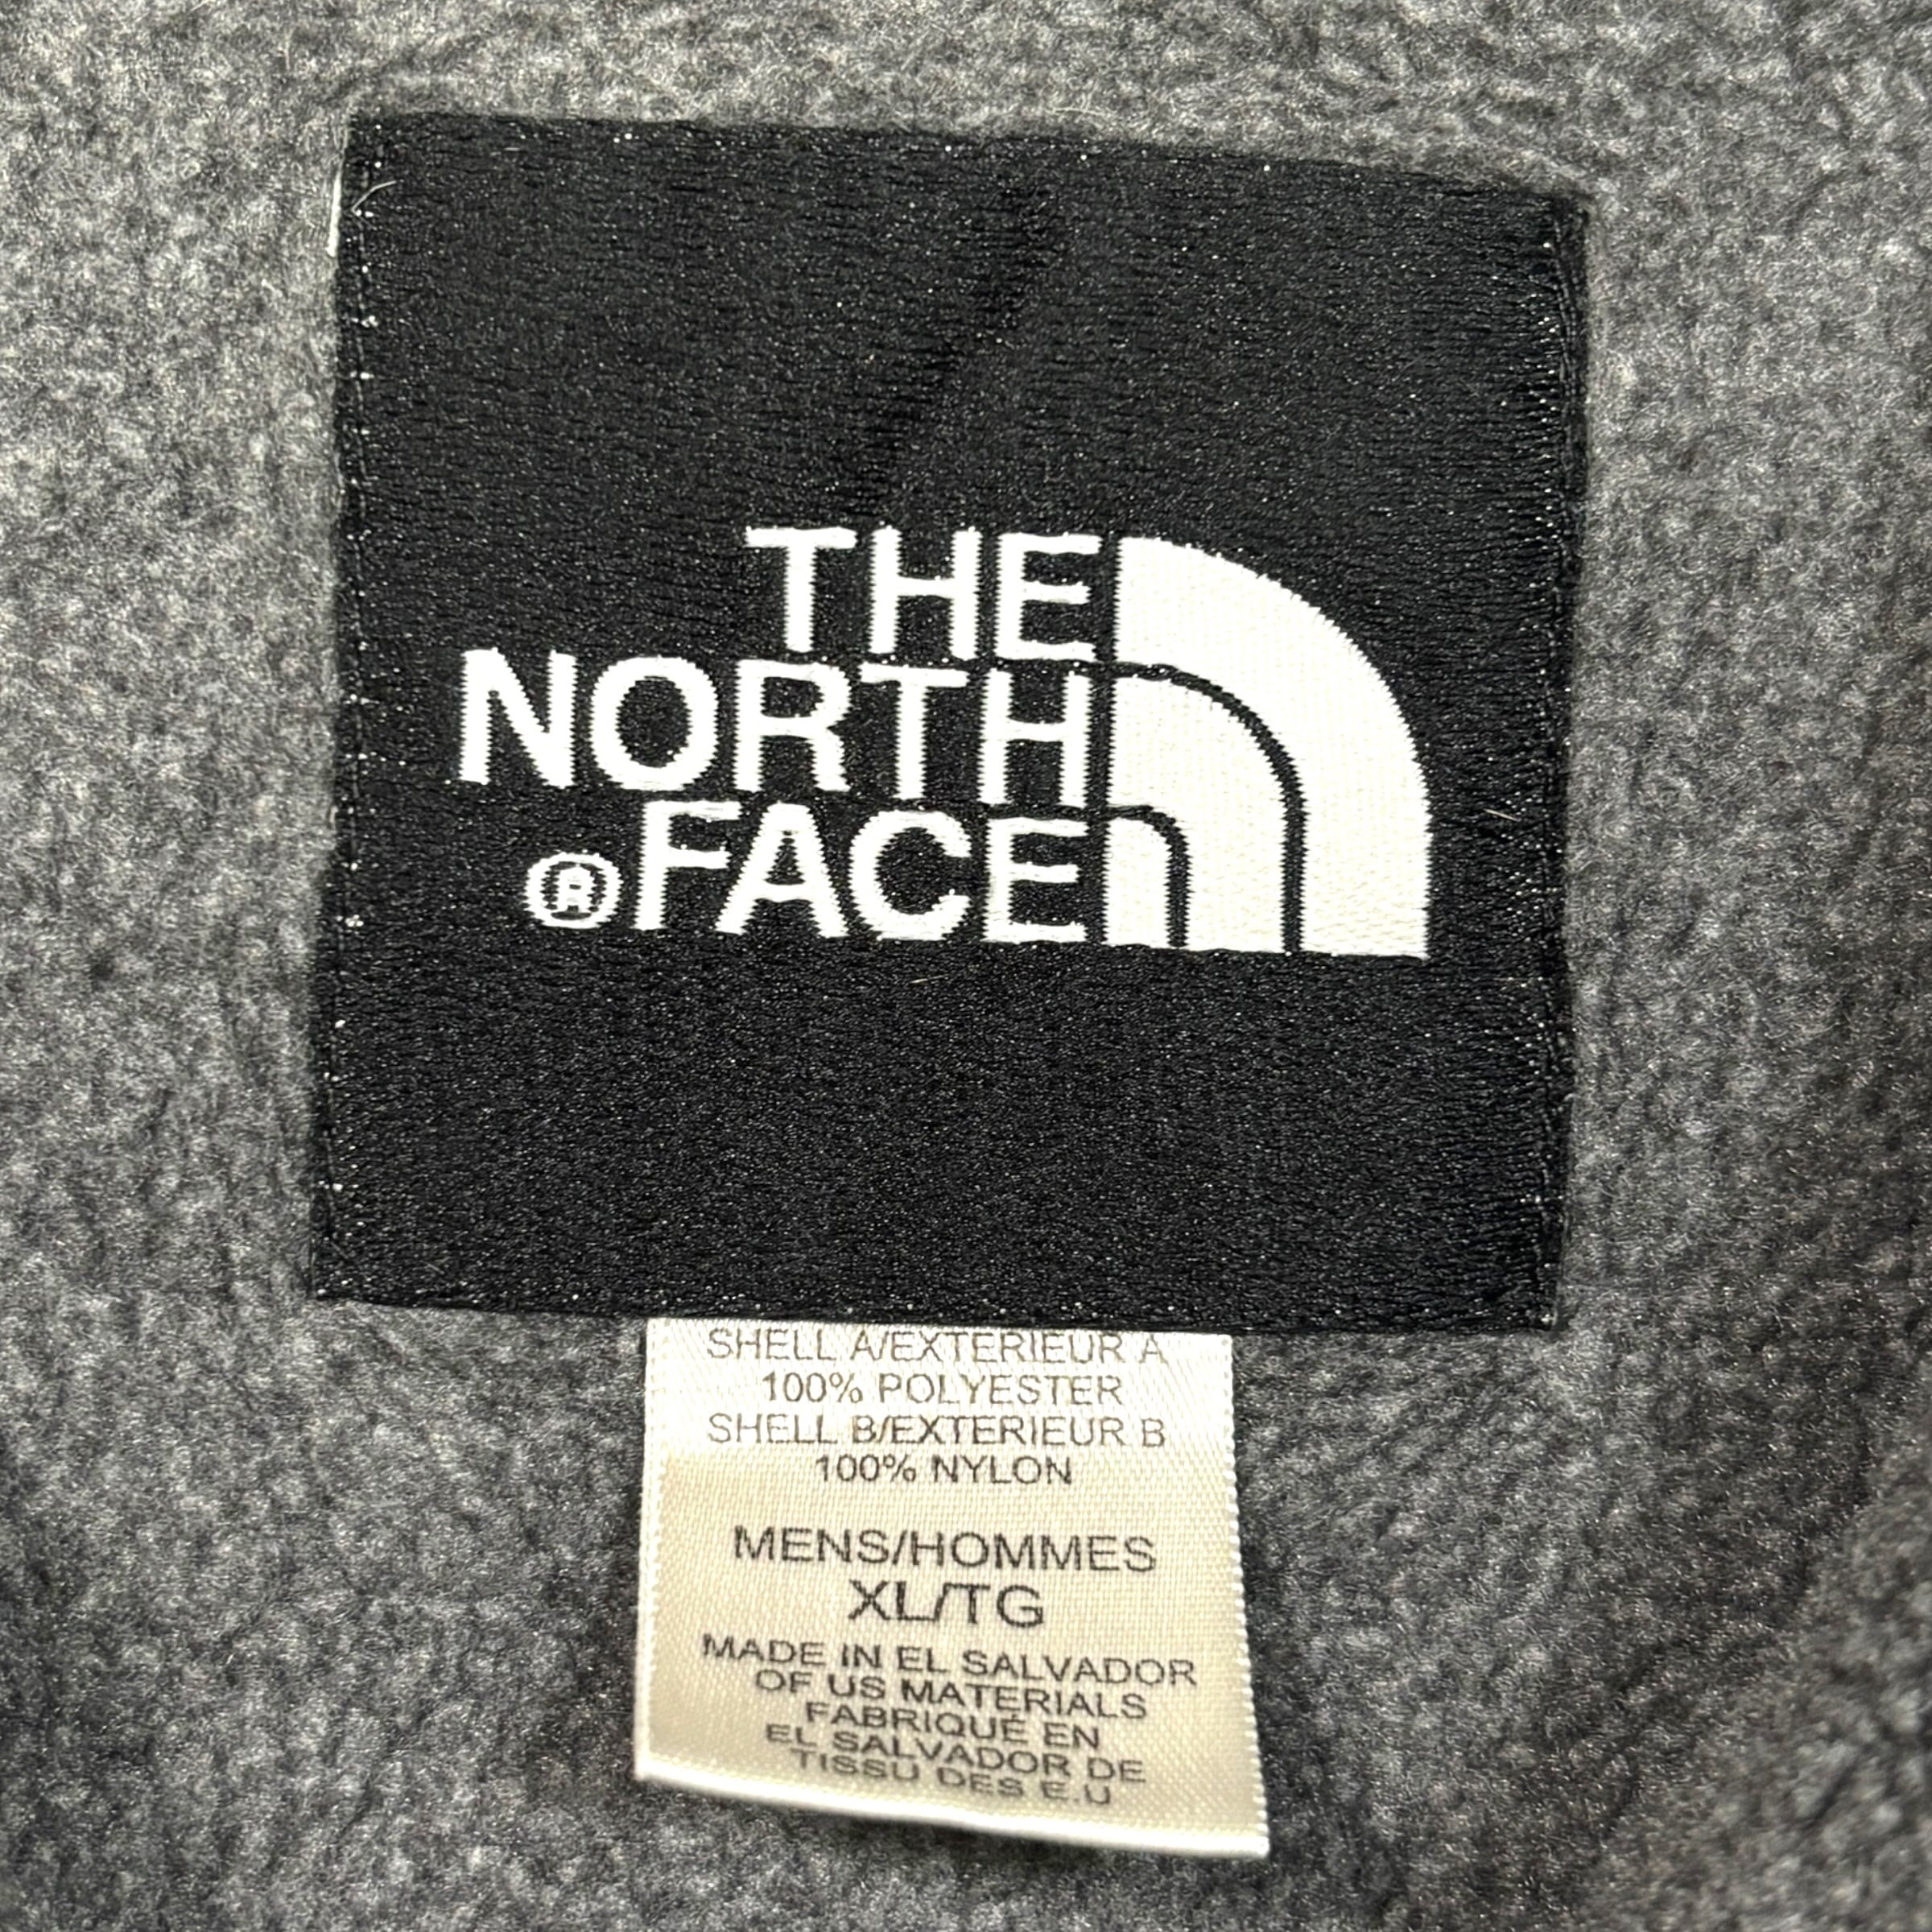 THE
NORTH
®FACE
SHELL A/EXTERIEUR A
100% POLYESTER
SHELL B/EXTERIEUR B
100% NYLON
MENS/HOMMES
XL/TG
MADE IN EL SALVADOR
OF US MATERIALS
FABRIQUÉ EN
EL SALVADOR DE
TISSU DES E.U